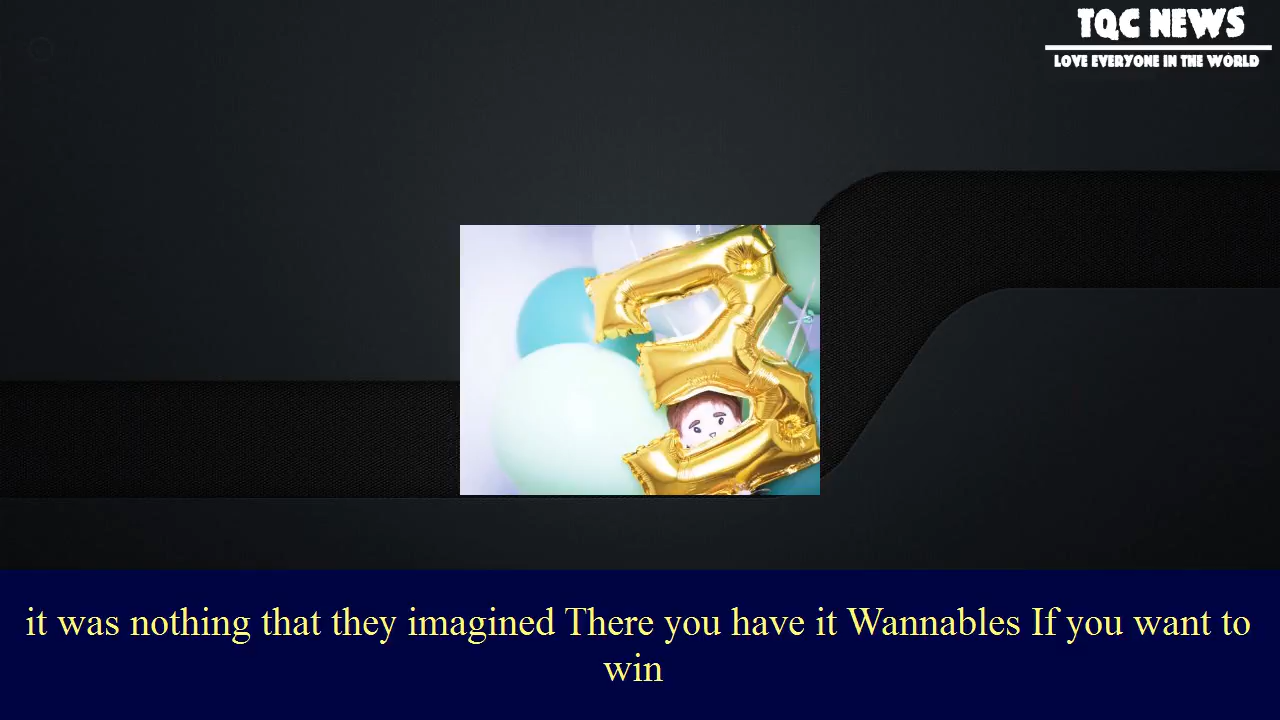 TQC NEWS
LOVE EVERYONE IN THE WORLD
3
it was nothing that they imagined There you have it Wannables If you want to
win